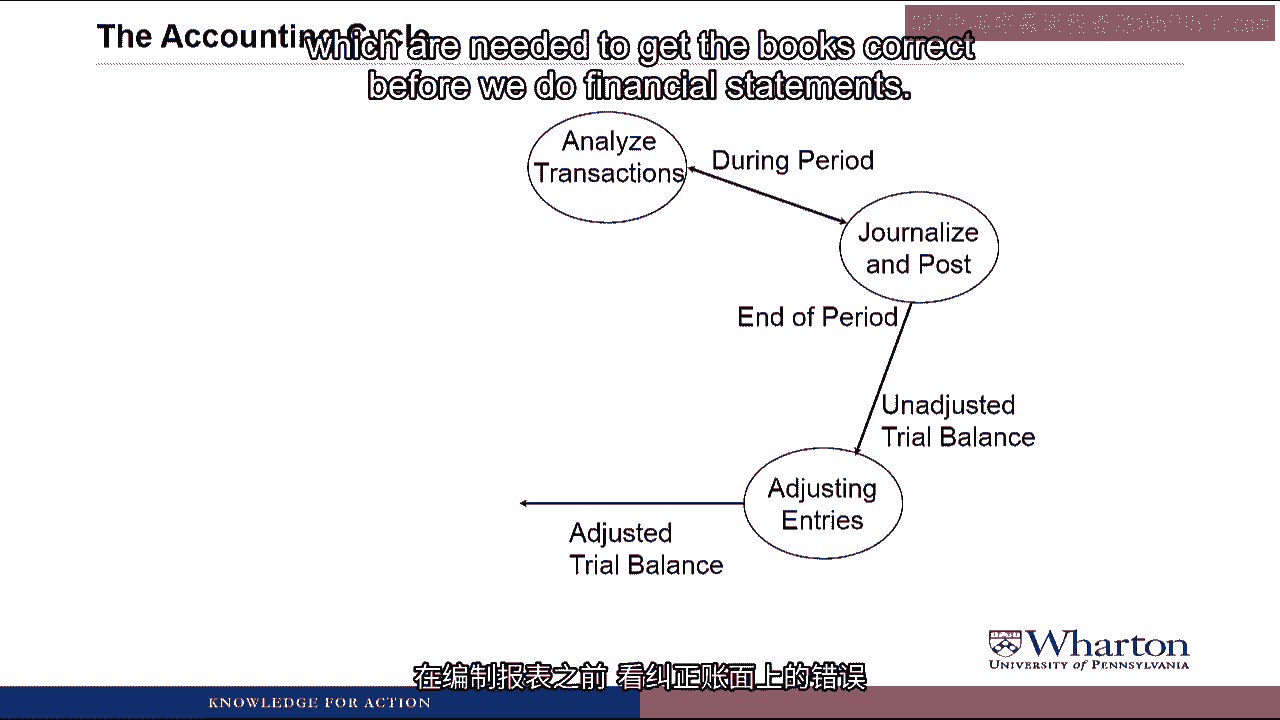 The Accounting Cycle
which are needed to get the books correct
before we do financial statements.
Analyze
Transactions
During Period
Journalize
and Post
End of Period
Unadjusted
Trial Balance
Adjusting
Entries
Adjusted
Trial Balance
Wharton
UNIVERSITY OF PENNSYLVANIA
在编制报表之前 看纠正账面上的错误
KNOWLEDGE FOR ACTION